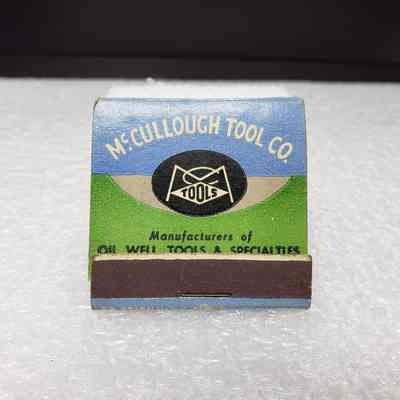 McCULLOUGH TOOL CO.
MC
TOOLS
Manufacturers of
OIL WELL TOOLS & SPECIALTIES